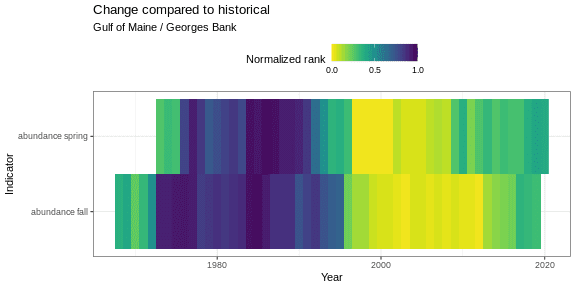 Change compared to historical
Gulf of Maine / Georges Bank
Normalized rank
0.0 0.5 1.0
abundance spring
abundance fall
Indicator
1980 2000 2020
Year